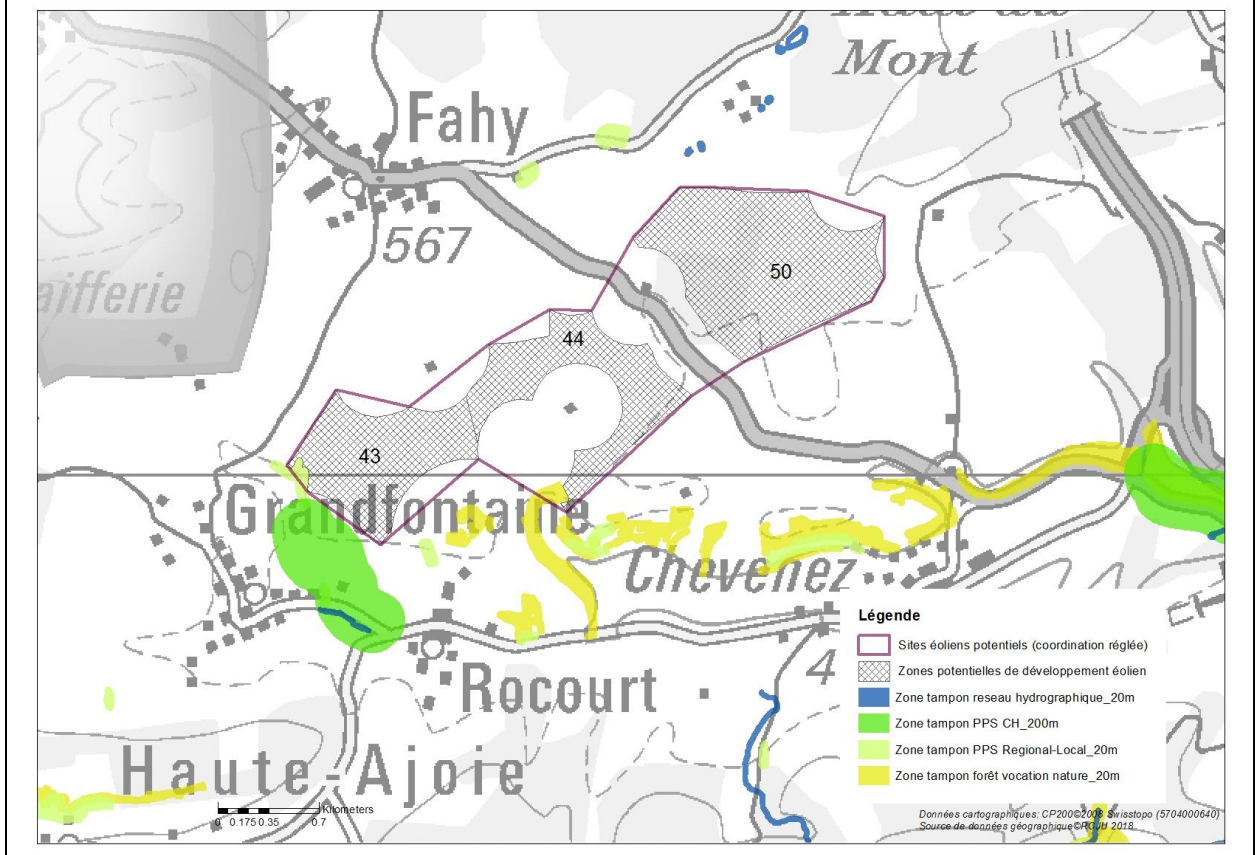 Mont
Fahy
567
aifferie
50
44
43
Grandfontaine
Chevenez
Rocourt
4
Haute-Ajoie
Kilometers
0 0.175 0.35 0.7
Légende
Sites éoliens potentiels (coordination réglée)
Zones potentielles de développement éolien
Zone tampon reseau hydrographique_20m
Zone tampon PPS CH_200m
Zone tampon PPS Regional-Local_20m
Zone tampon forêt vocation nature_20m
Données cartographiques: CP200©2008 Swisstopo (5704000640)
Source de données géographique©RCJU 2018